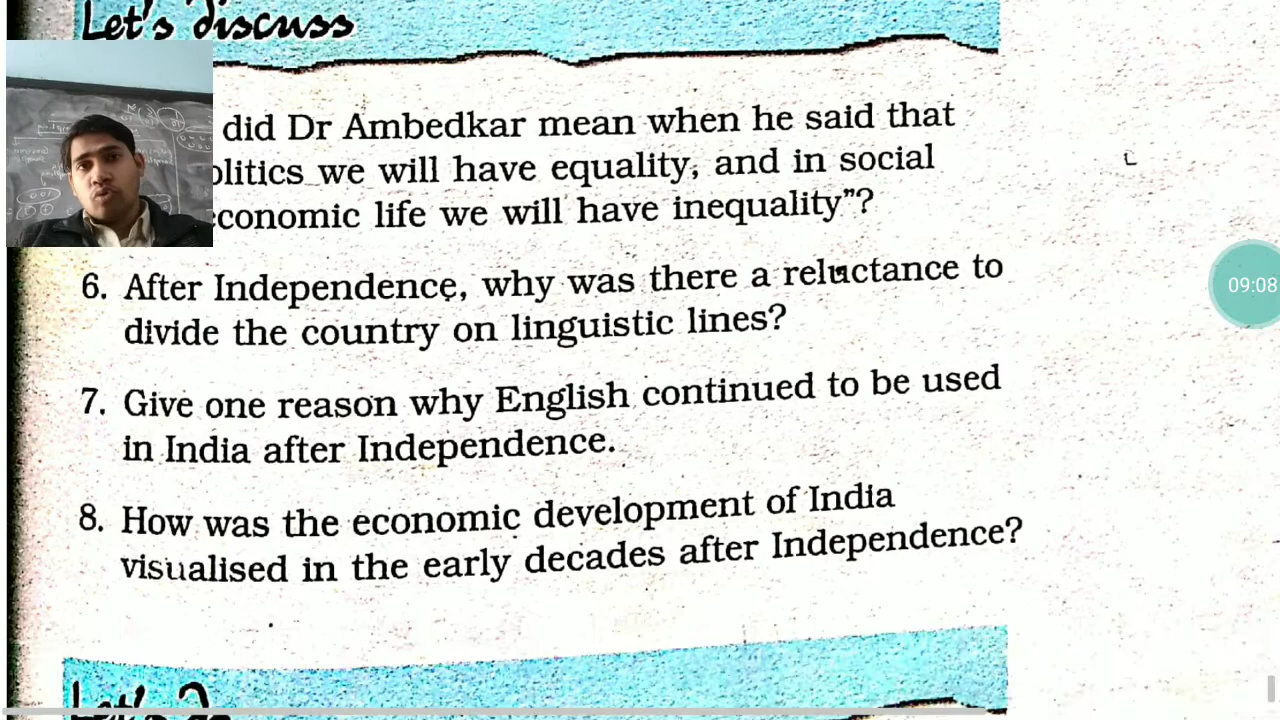 Let's discuss
did Dr Ambedkar mean when he said that
olitics we will have equality, and in social
economic life we will have inequality”?
6. After Independence, why was there a reluctance to
divide the country on linguistic lines?
09:08
7. Give one reason why English continued to be used
in India after Independence.
8. How was the economic development of India
visualised in the early decades after Independence?
Let's Do